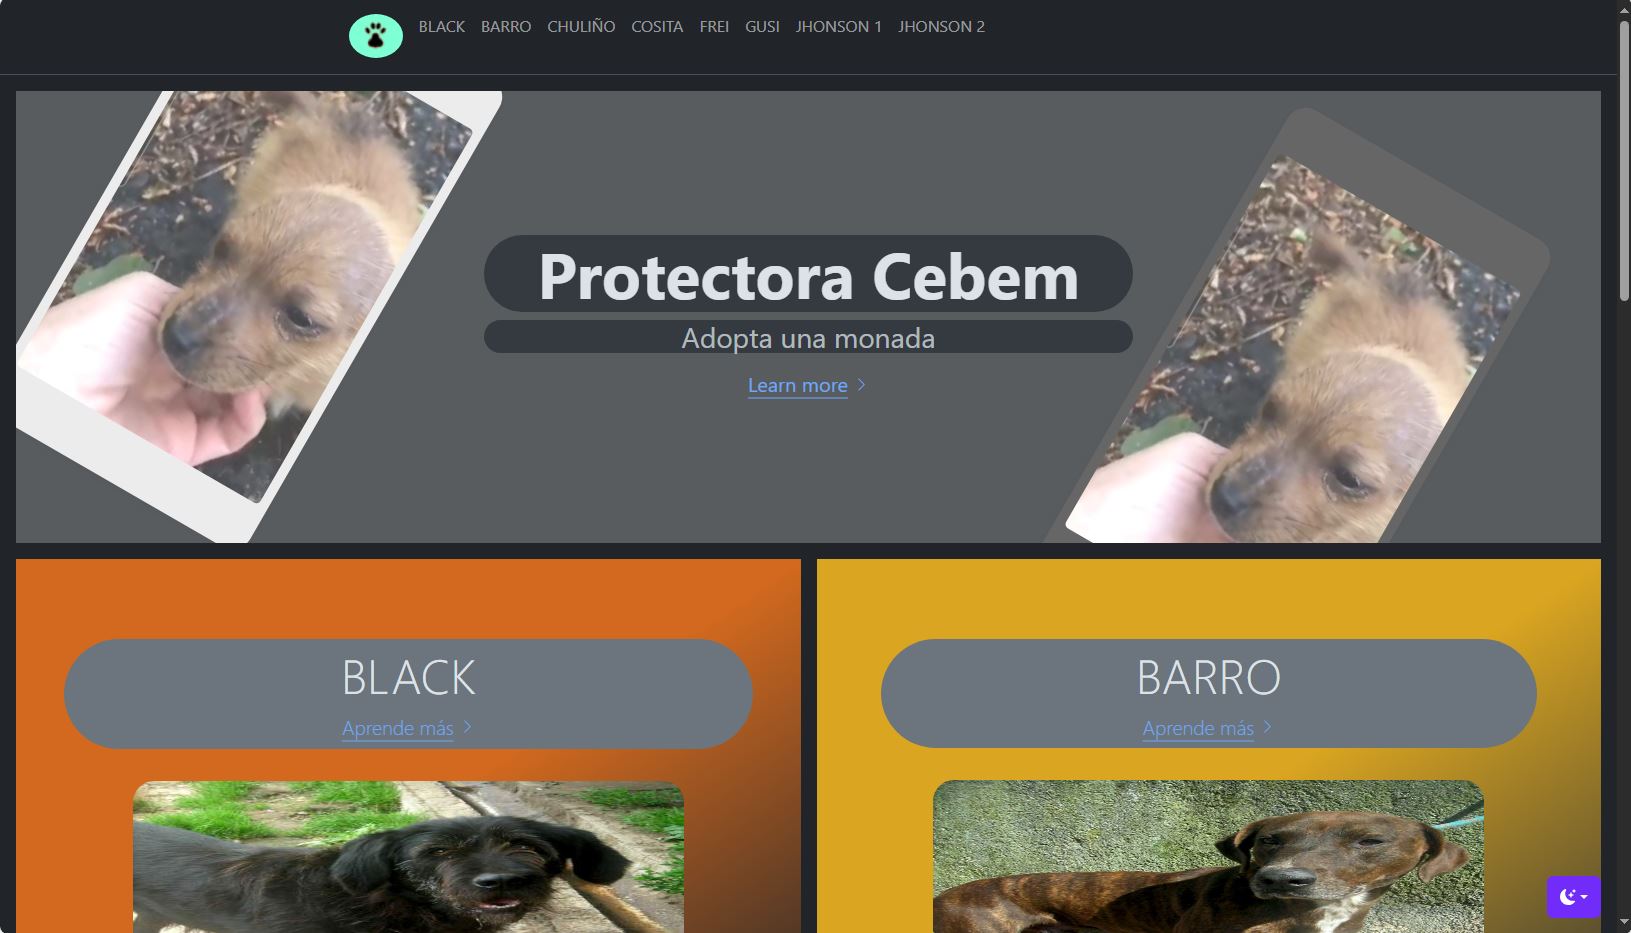 BLACK BARRO CHULIÑO COSITA FREI GUSI JHONSON 1 JHONSON 2
Protectora Cebem
Adopta una monada
Learn more
BLACK
Aprende más
BARRO
Aprende más